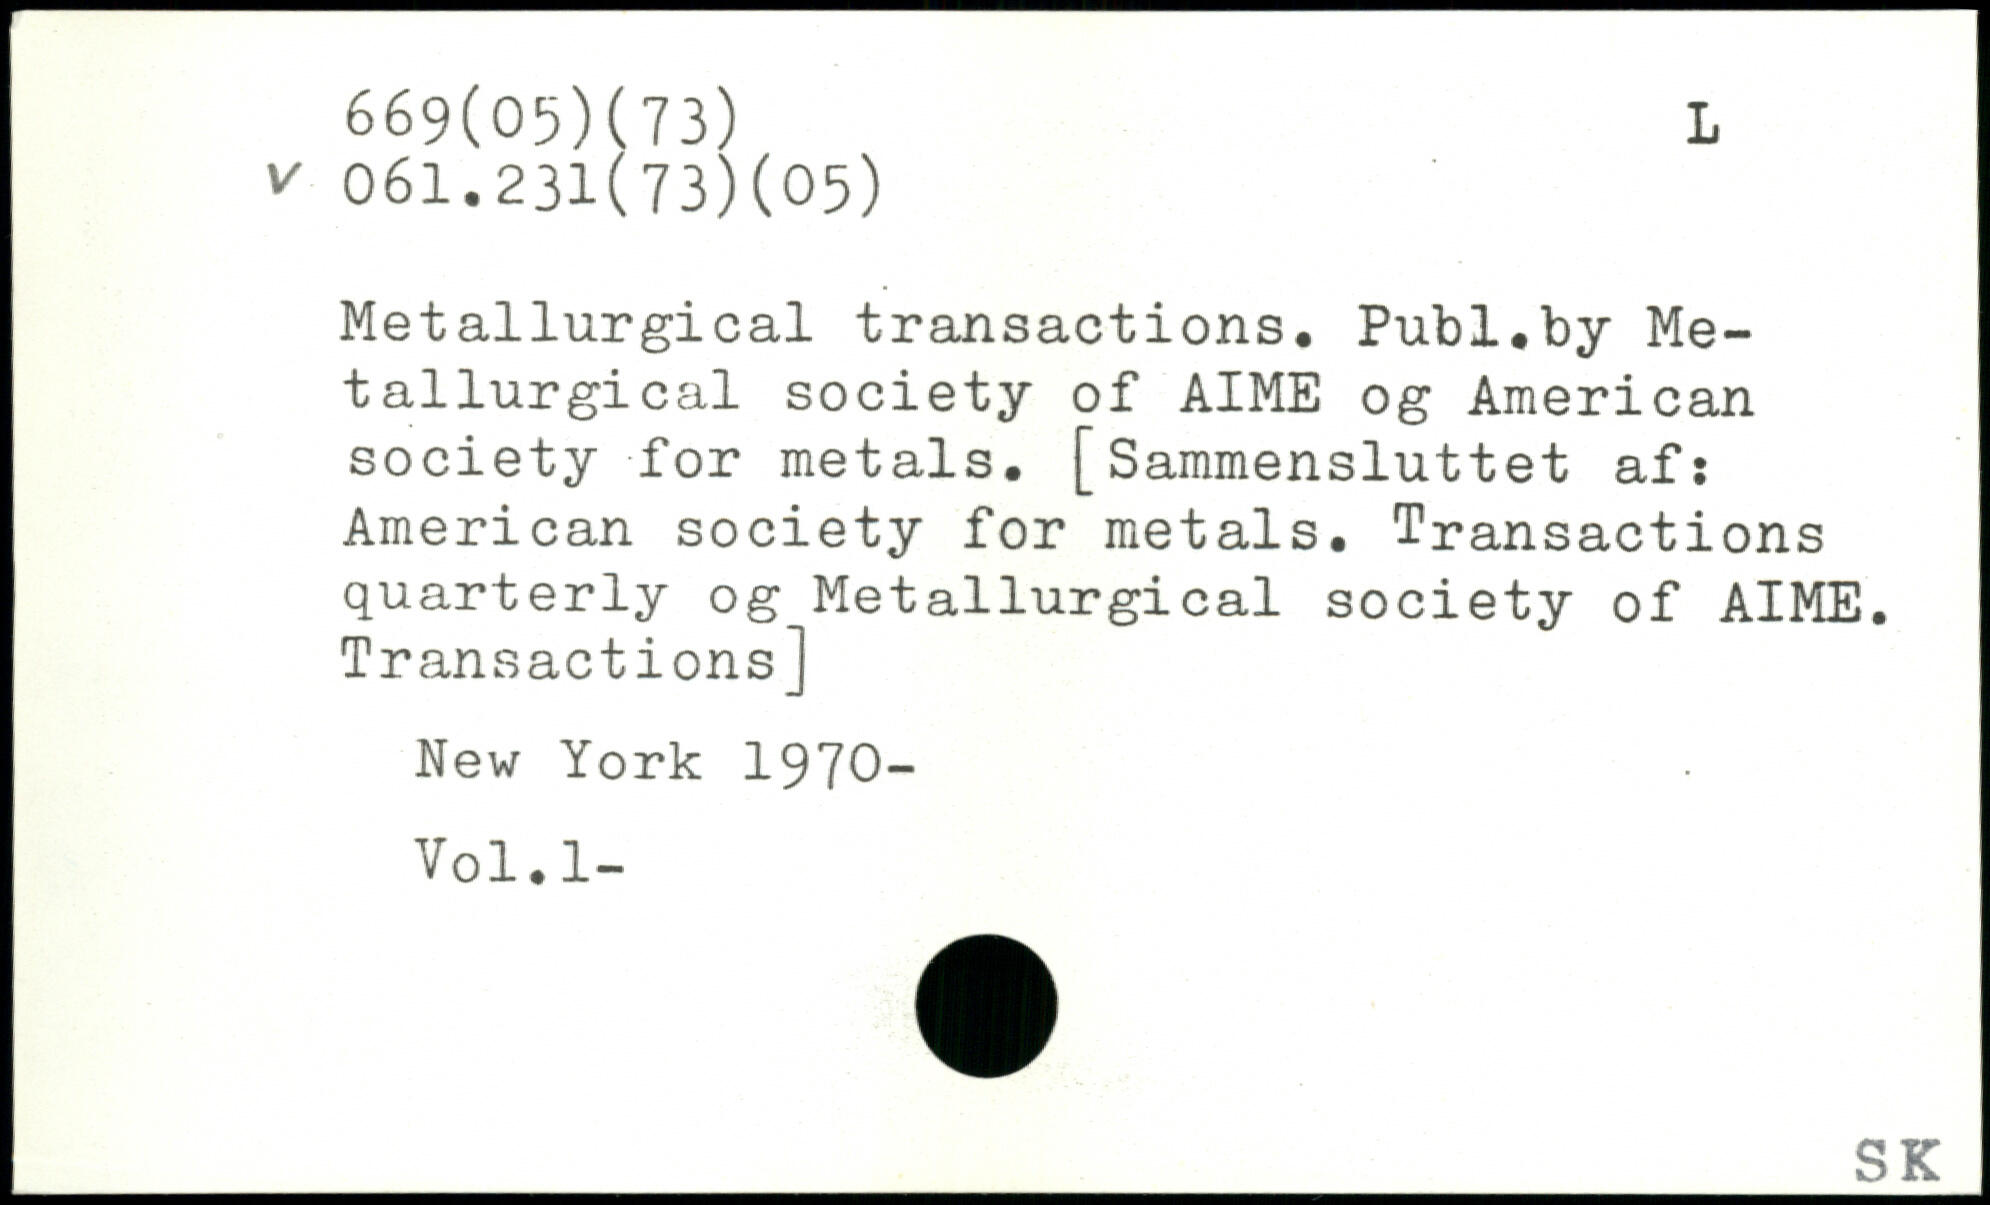 669(05)(73) L
v 061.231(73)(05)
Metallurgical transactions. Publ.by Me-
tallurgical society of AIME og American
society for metals. [Sammensluttet af:
American society for metals. Transactions
quarterly og Metallurgical society of AIME.
Transactions]
New York 1970-
Vol.1-
SK